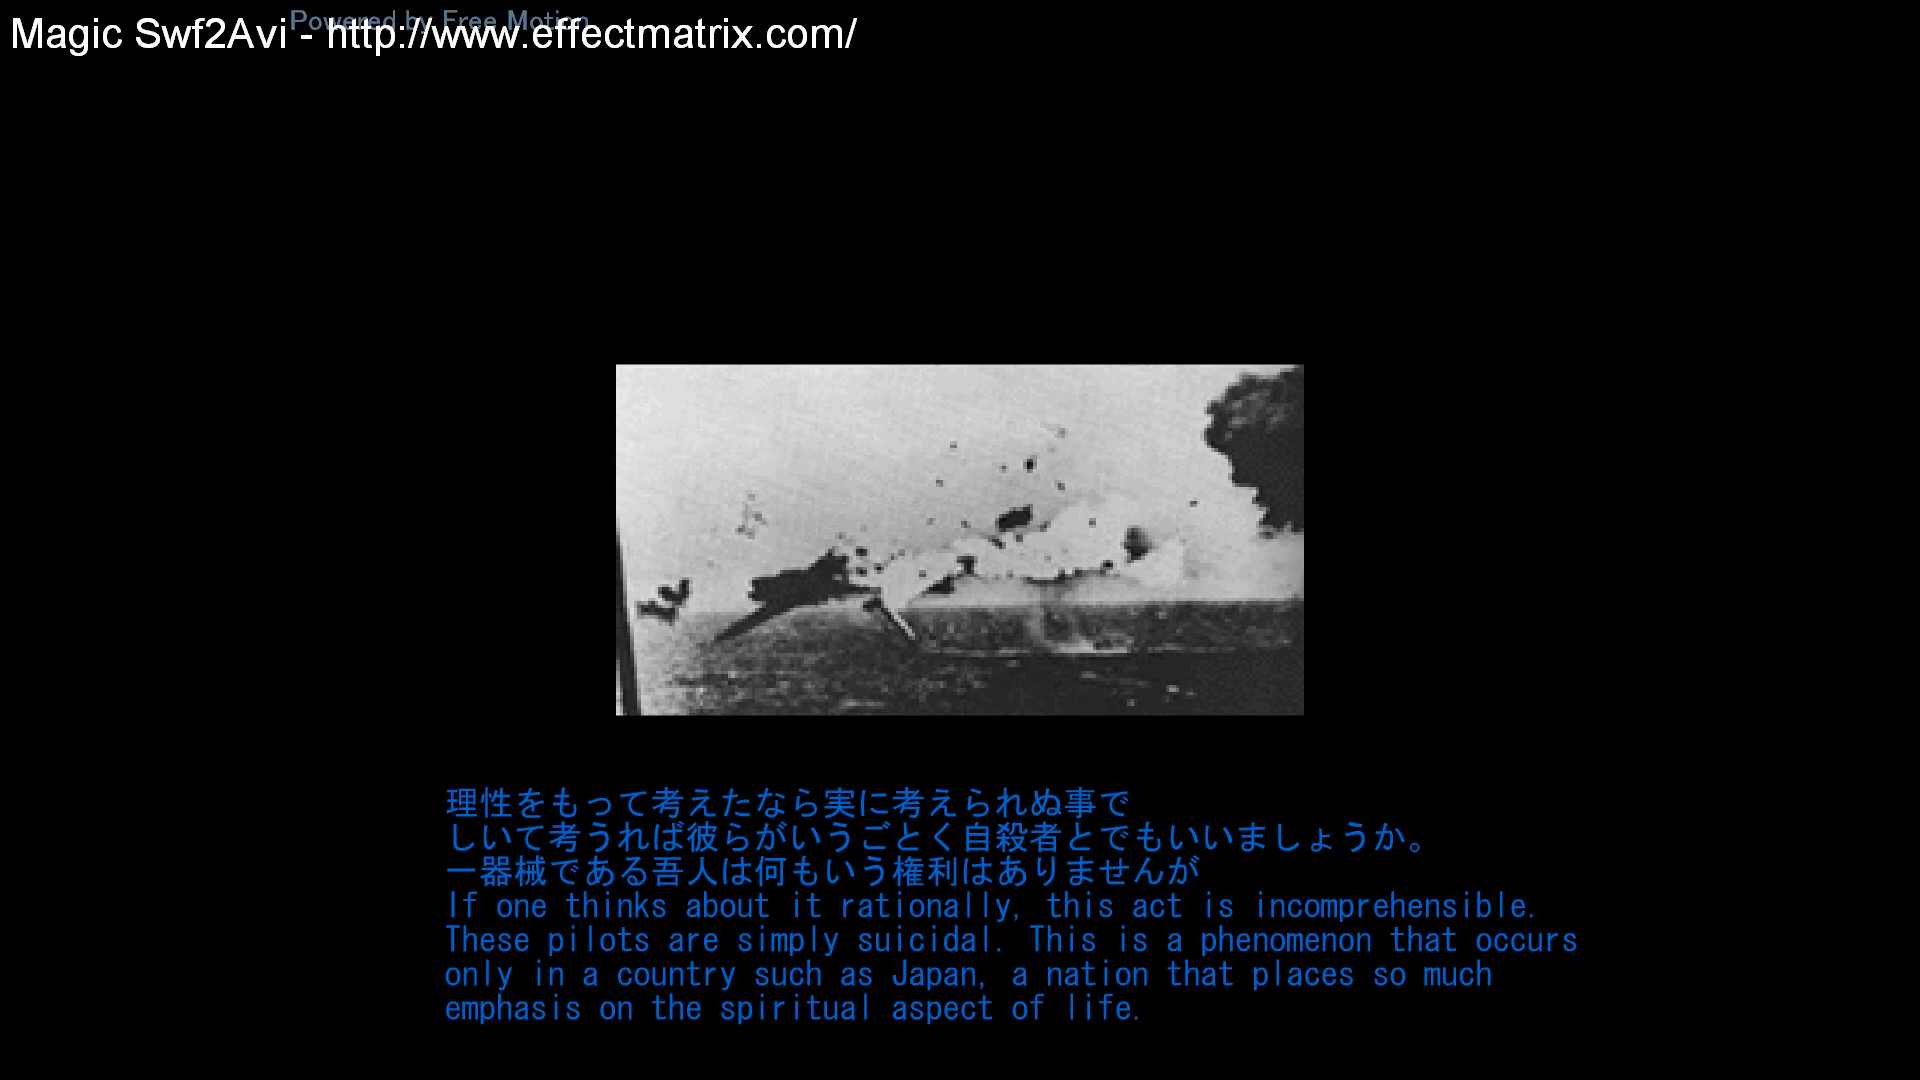 Powered by Free Motion
Magic Swf2Avi - http://www.effectmatrix.com/
理性をもって考えたなら実に考えられぬ事で
しいて考うれば彼らがいうごとく自殺者とでもいいましょうか。
一器械である吾人は何もいう権利はありませんが
If one thinks about it rationally, this act is incomprehensible.
These pilots are simply suicidal. This is a phenomenon that occurs
only in a country such as Japan, a nation that places so much
emphasis on the spiritual aspect of life.